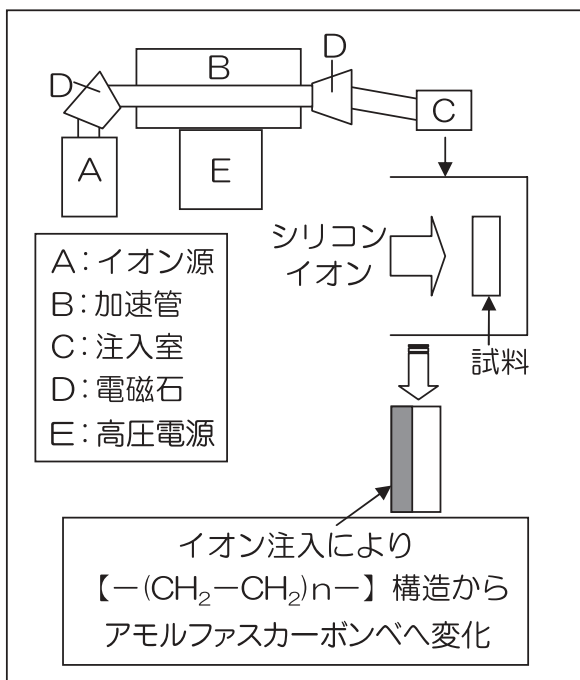 D
B
D
A
E
C
シリコン
イオン
試料
A:イオン源
B:加速管
C:注入室
D:電磁石
E:高圧電源
イオン注入により
【−(CH₂−CH₂)n−】構造から
アモルファスカーボンべへ変化